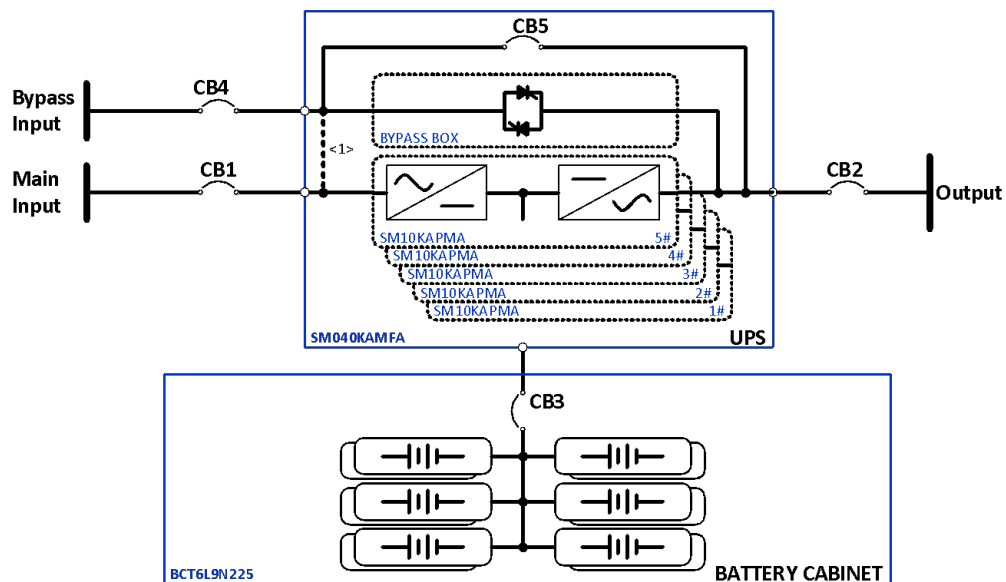 CB5
Bypass
Input
CB4
BYPASS BOX
<1>
Main
Input
CB1
CB2
Output
SM10KAPMA 5#
SM10KAPMA 4#
SM10KAPMA 3#
SM10KAPMA 2#
SM10KAPMA 1#
SM040KAMFA
UPS
CB3
BCT6L9N225
BATTERY CABINET